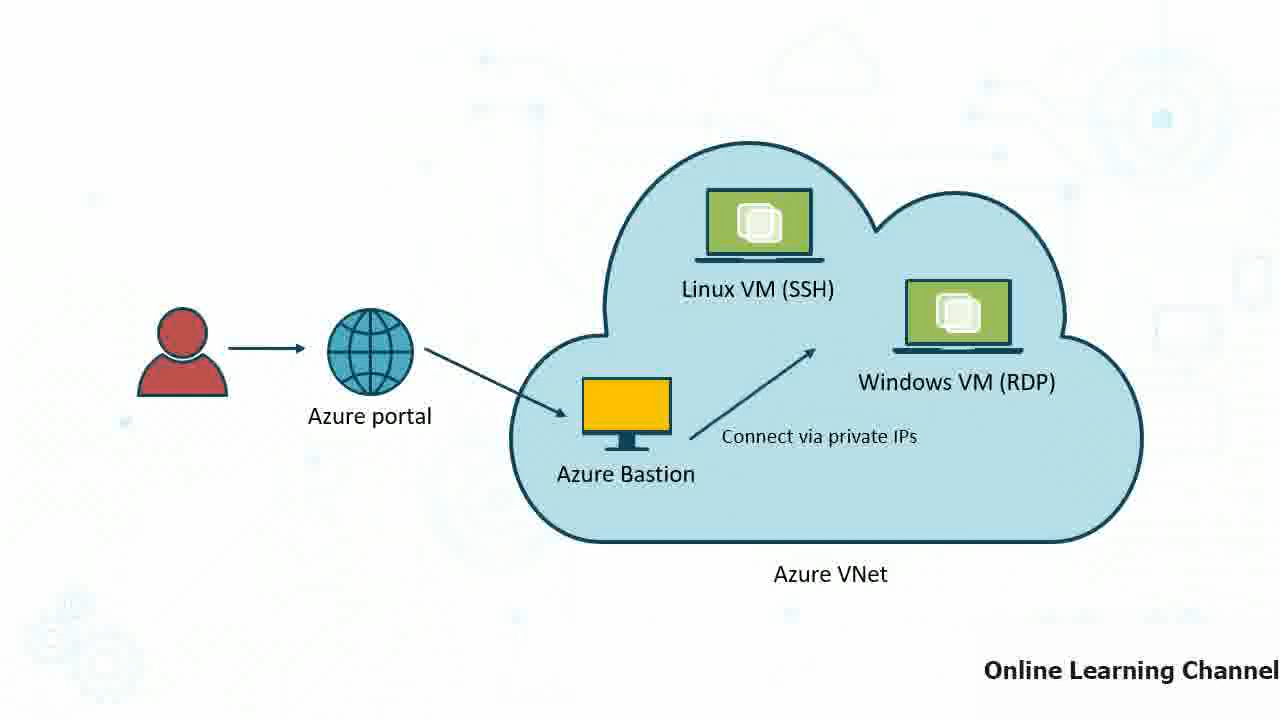 Linux VM (SSH)
Windows VM (RDP)
Azure portal
Connect via private IPs
Azure Bastion
Azure VNet
Online Learning Channel